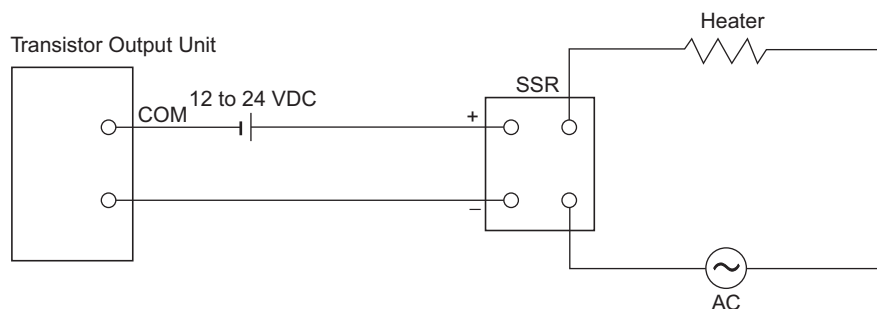 Heater
Transistor Output Unit
SSR
12 to 24 VDC
COM
+
−
AC